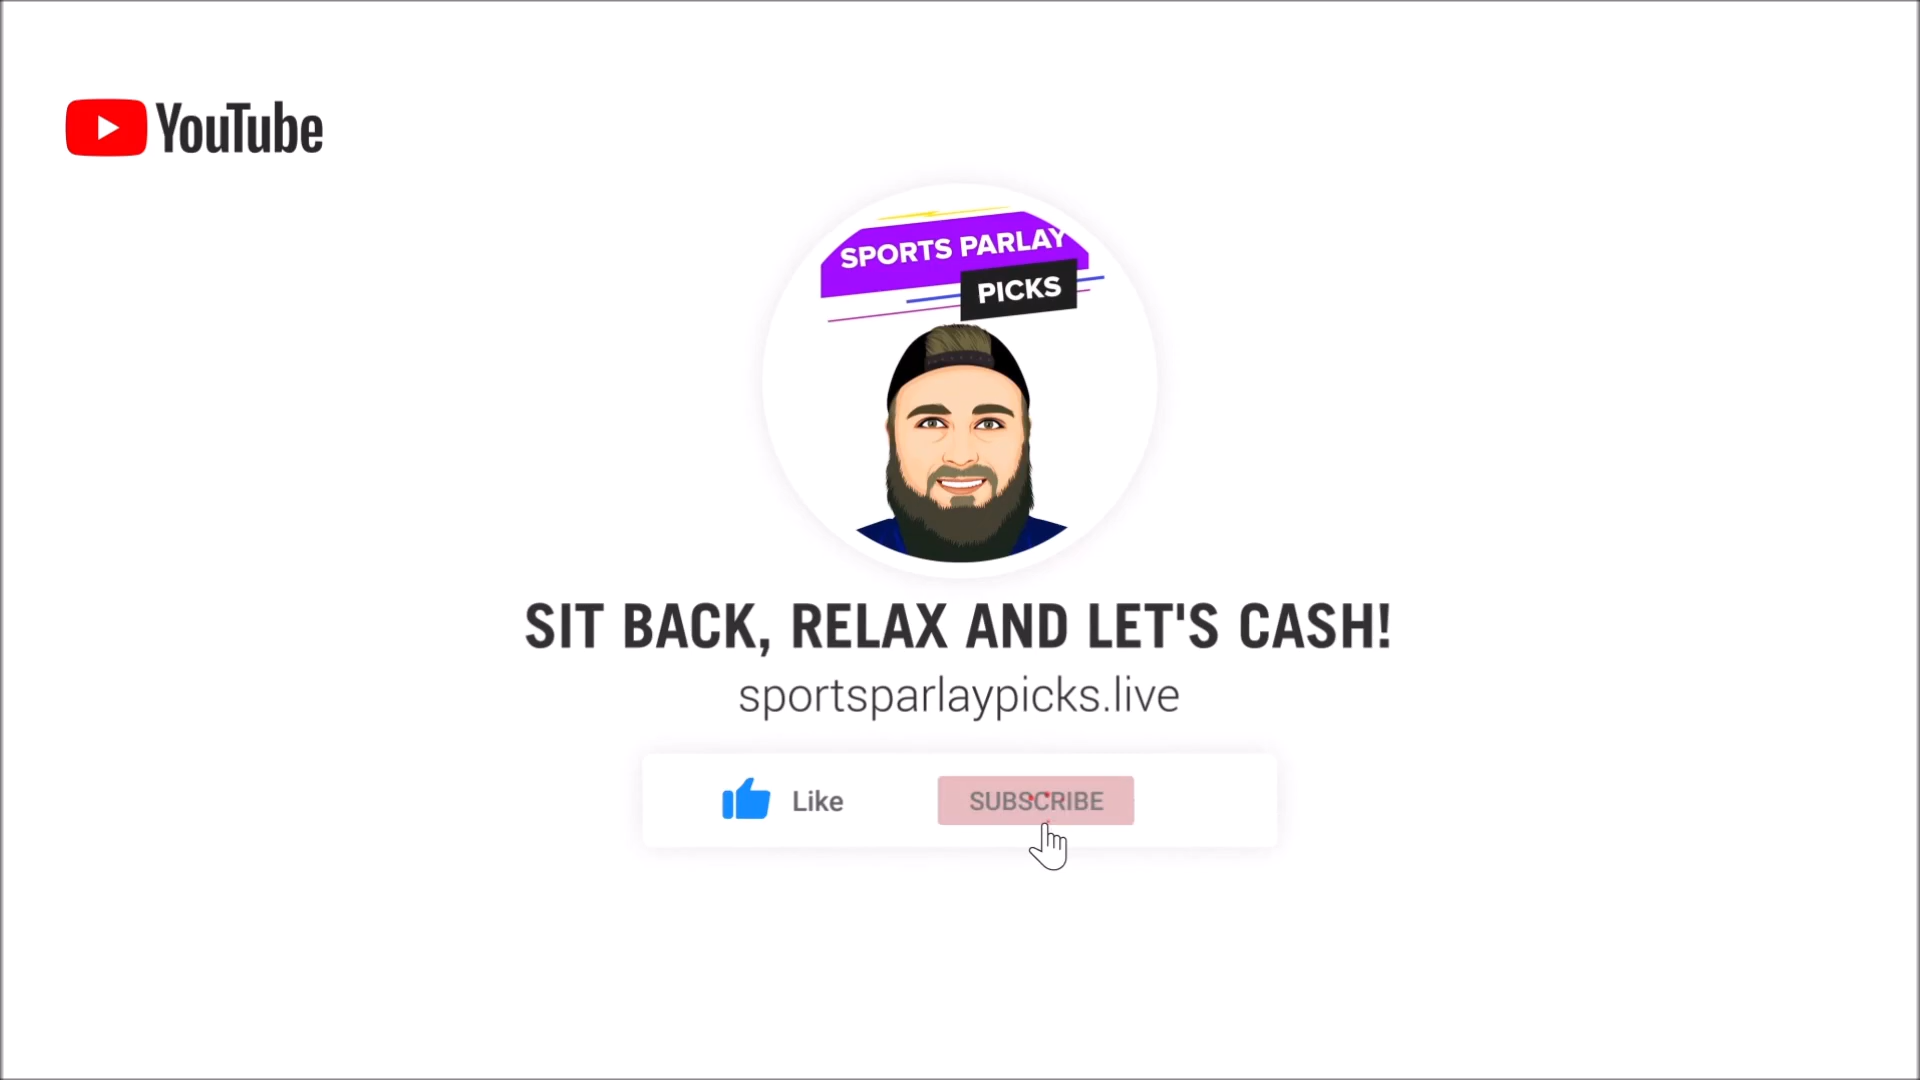 YouTube
SPORTS PARLAY
PICKS
SIT BACK, RELAX AND LET'S CASH!
sportsparlaypicks.live
Like
SUBSCRIBE